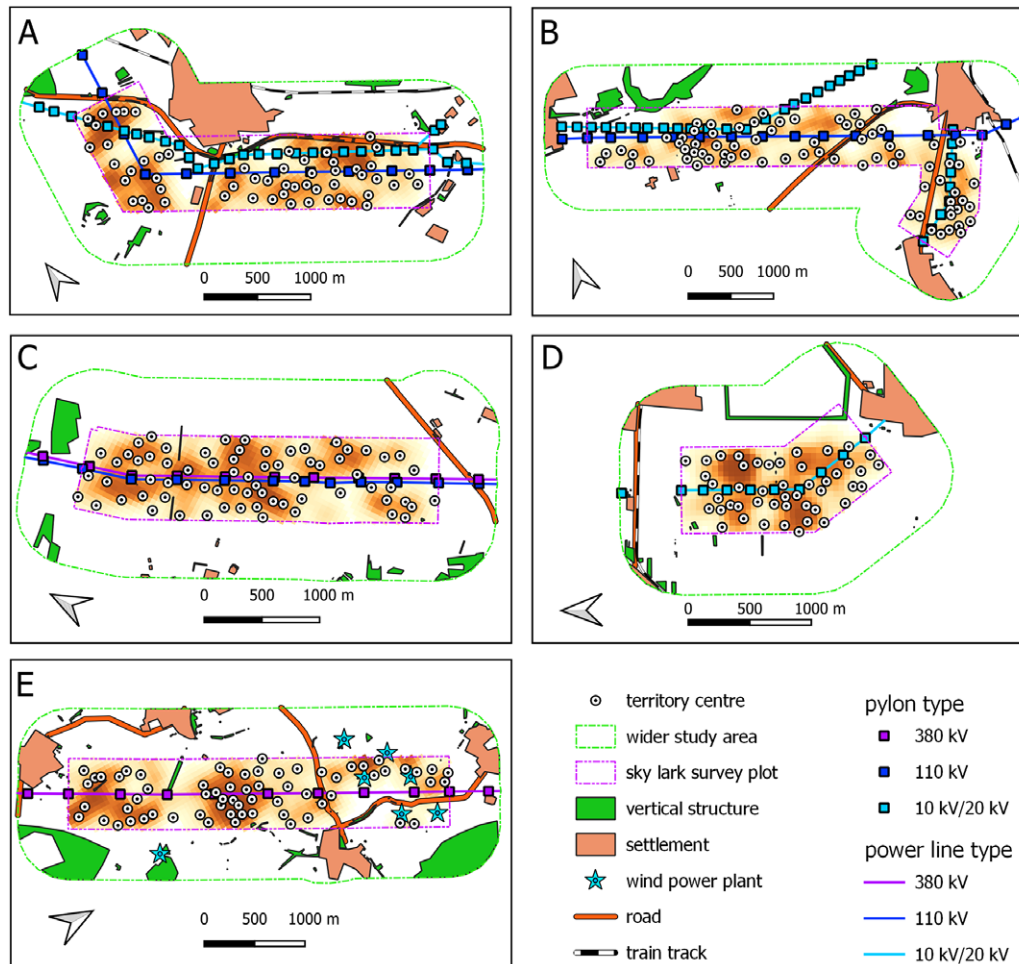 A
0 500 1000 m
B
0 500 1000 m
C
0 500 1000 m
D
0 500 1000 m
E
0 500 1000 m
territory centre
wider study area
sky lark survey plot
vertical structure
settlement
wind power plant
road
train track
pylon type
380 kV
110 kV
10 kV/20 kV
power line type
380 kV
110 kV
10 kV/20 kV